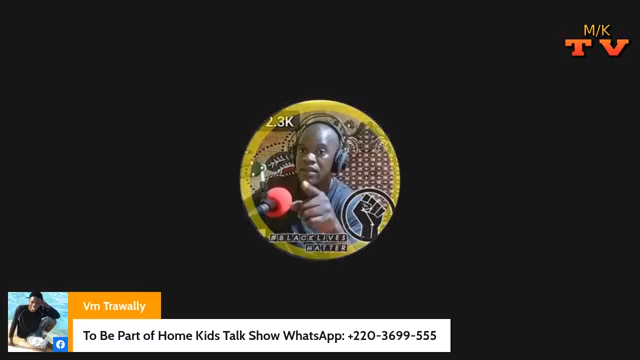 M/K
TV
2.3K
#BLACKLIVES
MATTER
Vm Trawally
To Be Part of Home Kids Talk Show WhatsApp: +220-3699-555